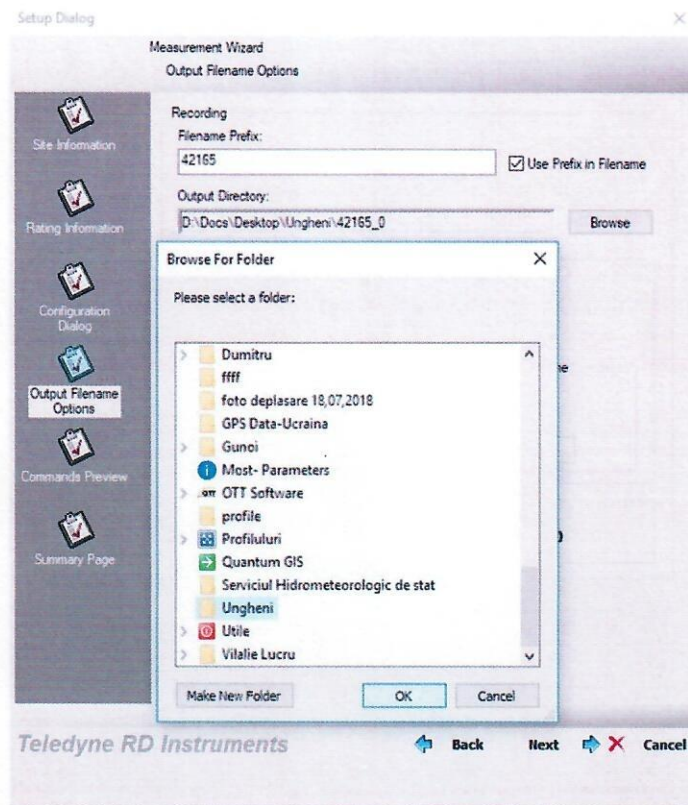 Setup Dialog
Measurement Wizard
Output Filename Options
Site Information
Rating Information
Configuration
Dialog
Output Filename
Options
Commands Preview
Summary Page
Recording
Filename Prefix:
42165
Use Prefix in Filename
Output Directory:
D:\Docs\Desktop\Ungheni\42165_0
Browse
Browse For Folder
Please select a folder:
Dumitru
ffff
foto deplasare 18,07,2018
GPS Data-Ucraina
Gunoi
Most- Parameters
OTT OTT Software
profile
Profiluluri
Quantum GIS
Serviciul Hidrometeorologic de stat
Ungheni
Utile
Vilalie Lucru
Make New Folder
OK
Cancel
Teledyne RD Instruments
Back
Next
Cancel